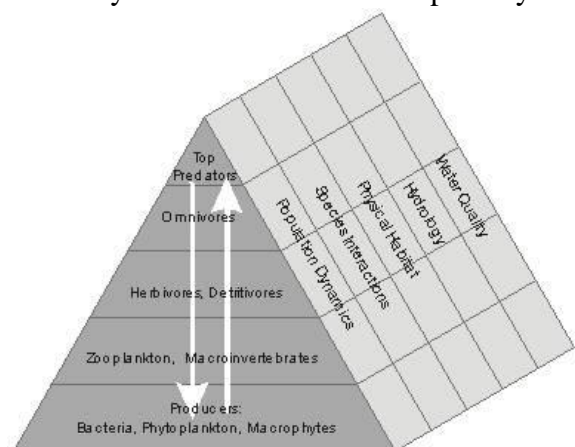 Top
Predators
Omnivores
Herbivores, Detritivores
Zooplankton, Macroinvertebrates
Producers:
Bacteria, Phytoplankton, Macrophytes
Population Dynamics
Species Interactions
Physical Habitat
Hydrology
Water Quality